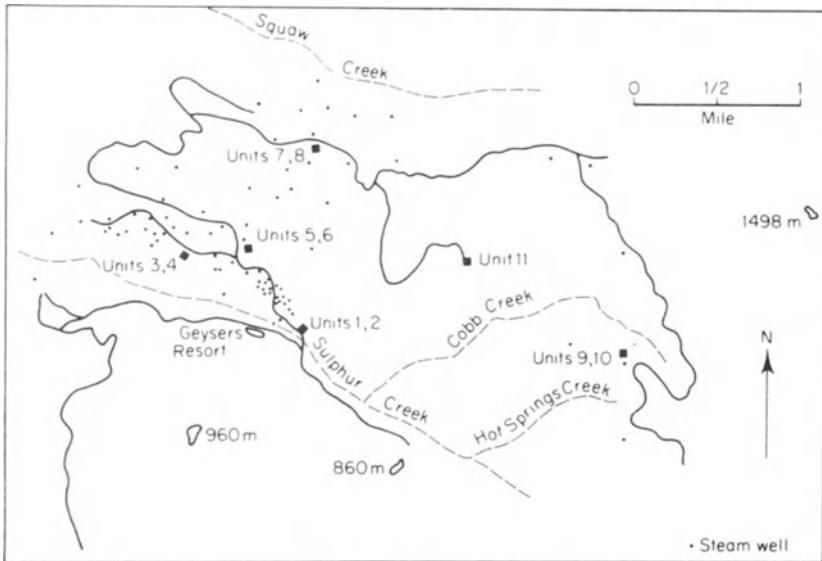 Squaw
Creek
0 1/2 1
Mile
Units 7,8
1498 m
Units 5,6
Unit 11
Units 3,4
Cobb Creek
Units 1,2
N
Geysers
Resort
Sulphur
Creek
Units 9,10
Hot Springs Creek
960 m
860 m
• Steam well